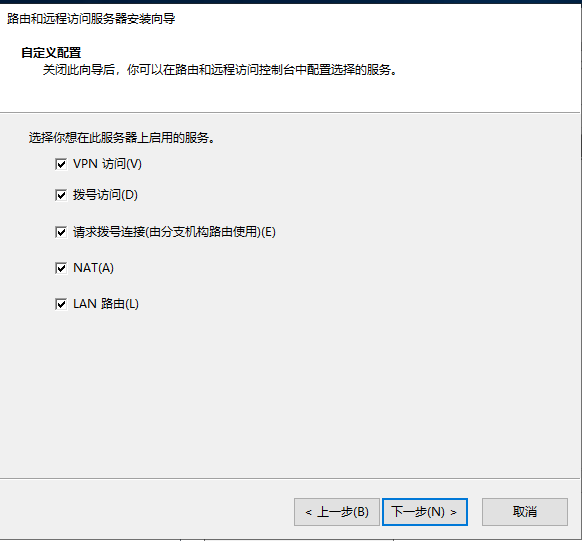 路由和远程访问服务器安装向导
自定义配置
关闭此向导后，你可以在路由和远程访问控制台中配置选择的服务。
选择你想在此服务器上启用的服务。
VPN 访问(V)
拨号访问(D)
请求拨号连接(由分支机构路由使用)(E)
NAT(A)
LAN 路由(L)
< 上一步(B) 下一步(N) > 取消